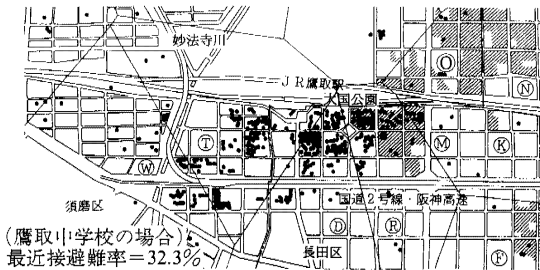 妙法寺川
JR鷹取駅
大国公園
Ⓞ
Ⓝ
Ⓣ
Ⓜ
Ⓚ
Ⓦ
須磨区
国道2号線・阪神高速
Ⓓ
Ⓡ
長田区
Ⓕ
(鷹取中学校の場合)
最近接避難率=32.3%